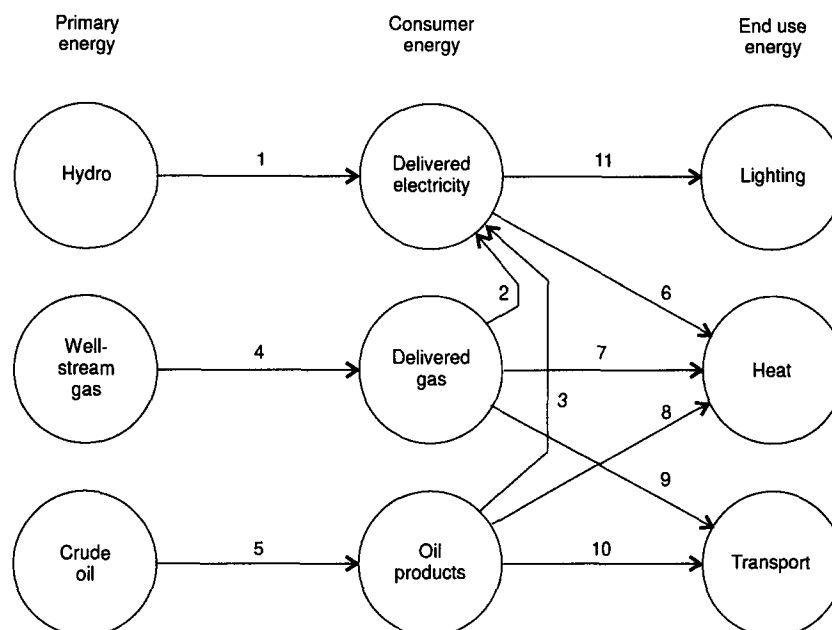 Primary
energy
Consumer
energy
End use
energy
Hydro
1
Delivered
electricity
11
Lighting
2
6
Well-
stream
gas
4
Delivered
gas
7
Heat
3
8
9
Crude
oil
5
Oil
products
10
Transport